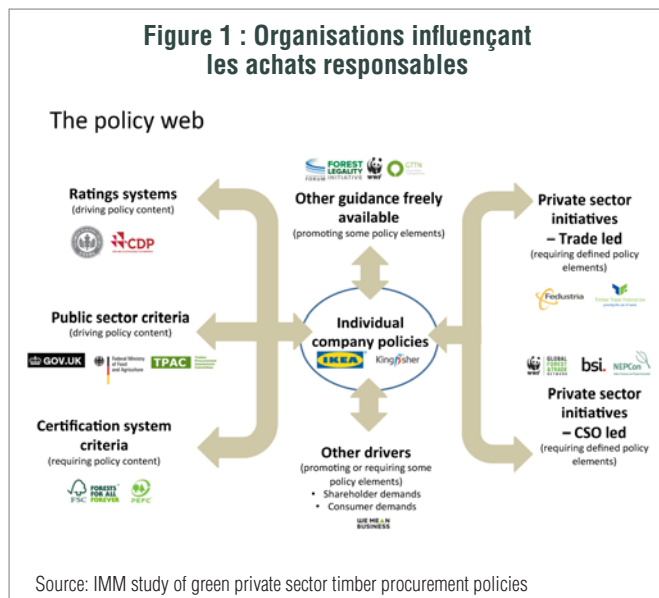 Figure 1 : Organisations influençant
les achats responsables
The policy web
Ratings systems
(driving policy content)
CDP
Public sector criteria
(driving policy content)
GOV.UK
Federal Ministry
of Food
and Agriculture
TPAC
Certification system
criteria
(requiring policy content)
FSC
FORESTS
FOR ALL
FOREVER
PEFC
FORUM
FOREST
LEGALITY
INITIATIVE
WWF
GTTN
Other guidance freely
available
(promoting some policy elements)
Individual
company policies
IKEA
Kingfisher
Other drivers
(promoting or requiring some
policy elements)
• Shareholder demands
• Consumer demands
WE MEAN
BUSINESS
Private sector
initiatives
– Trade led
(requiring defined policy
elements)
Fedustria
Timber Trade Federation
WWF
GLOBAL
FOREST
& TRADE
NETWORK
bsi.
NEPCon
Private sector
initiatives
– CSO led
(requiring defined policy
elements)
Source: IMM study of green private sector timber procurement policies